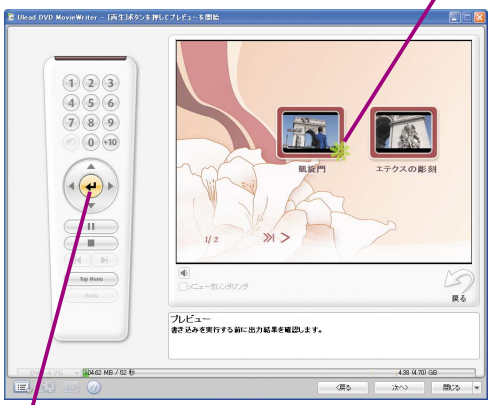 Ulead DVD MovieWriter - [再生]ボタンを押してプレビューを開始
1 2 3
4 5 6
7 8 9
0 +10
Top Menu
Menu
凱旋門
エテクスの彫刻
1/2
メニューをレンダリング
戻る
プレビュー
書き込みを実行する前に出力結果を確認します。
104.62 MB / 52 秒
4.38 (4.70) GB
<戻る
次へ>
閉じる